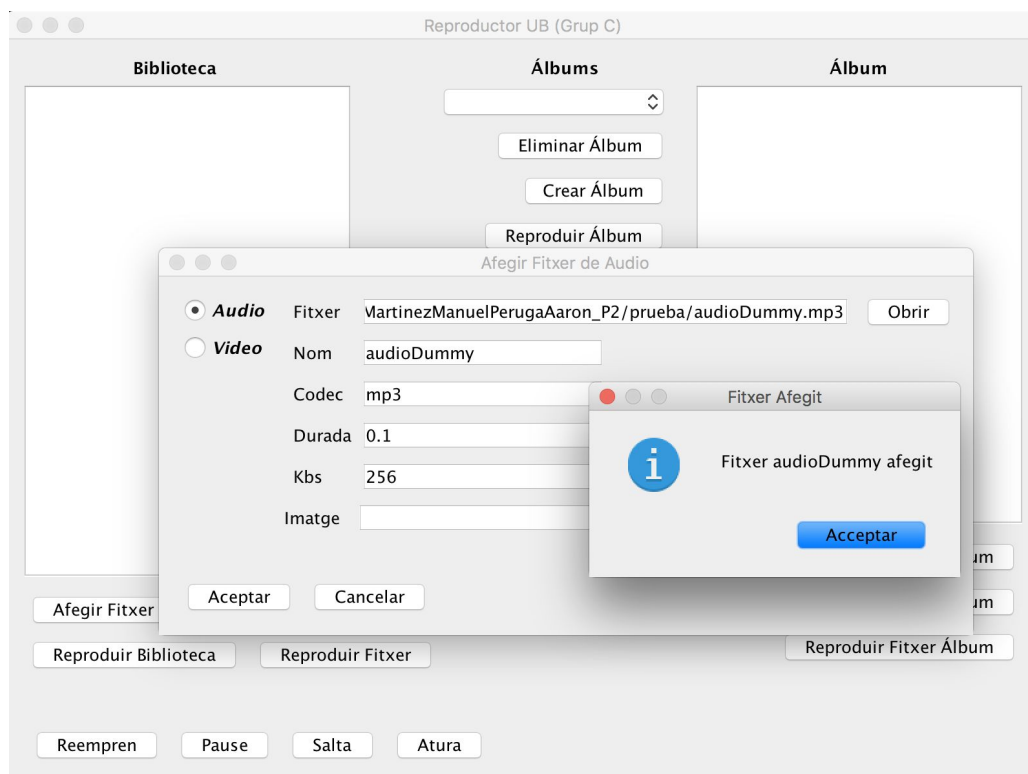 Reproductor UB (Grup C)
Biblioteca
Álbums
Álbum
Eliminar Álbum
Crear Álbum
Reproduir Álbum
Afegir Fitxer de Audio
Audio
Fitxer
MartinezManuelPerugaAaron_P2/prueba/audioDummy.mp3
Obrir
Video
Nom
audioDummy
Codec
mp3
Fitxer Afegit
Durada
0.1
Fitxer audioDummy afegit
Kbs
256
Imatge
Acceptar
Aceptar
Cancelar
um
Afegir Fitxer
um
Reproduir Biblioteca
Reproduir Fitxer
Reproduir Fitxer Álbum
Reempren
Pause
Salta
Atura